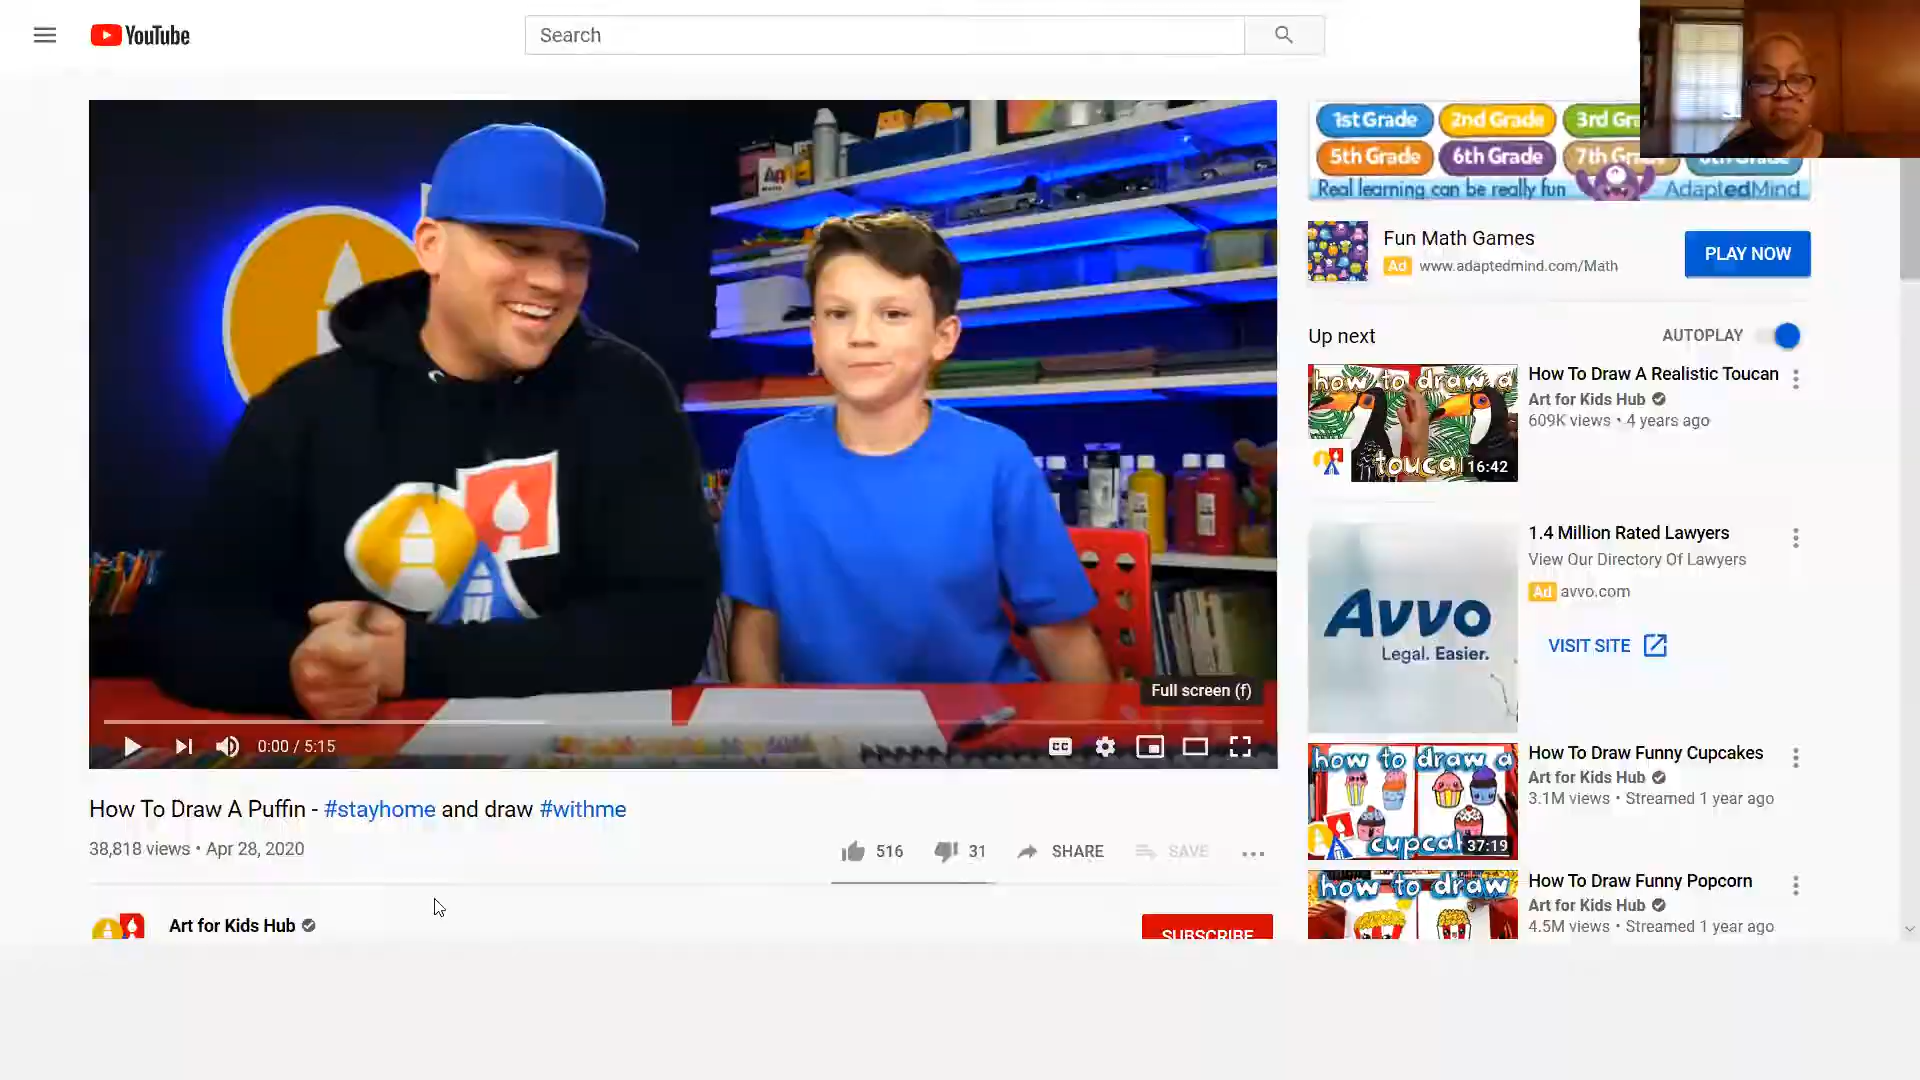 YouTube
Search
1st Grade
2nd Grade
3rd Gra
5th Grade
6th Grade
7th Gra
Real learning can be really fun
AdaptedMind
Fun Math Games
Ad www.adaptedmind.com/Math
PLAY NOW
Up next
AUTOPLAY
how to draw a
touca
16:42
How To Draw A Realistic Toucan
Art for Kids Hub
609K views • 4 years ago
Avvo
Legal. Easier.
1.4 Million Rated Lawyers
View Our Directory Of Lawyers
Ad avvo.com
VISIT SITE
how to draw a
cupca
37:19
How To Draw Funny Cupcakes
Art for Kids Hub
3.1M views • Streamed 1 year ago
how to draw
How To Draw Funny Popcorn
Art for Kids Hub
4.5M views • Streamed 1 year ago
Full screen (f)
0:00 / 5:15
CC
How To Draw A Puffin - #stayhome and draw #withme
38,818 views • Apr 28, 2020
516
31
SHARE
SAVE
Art for Kids Hub
SUBSCRIBE